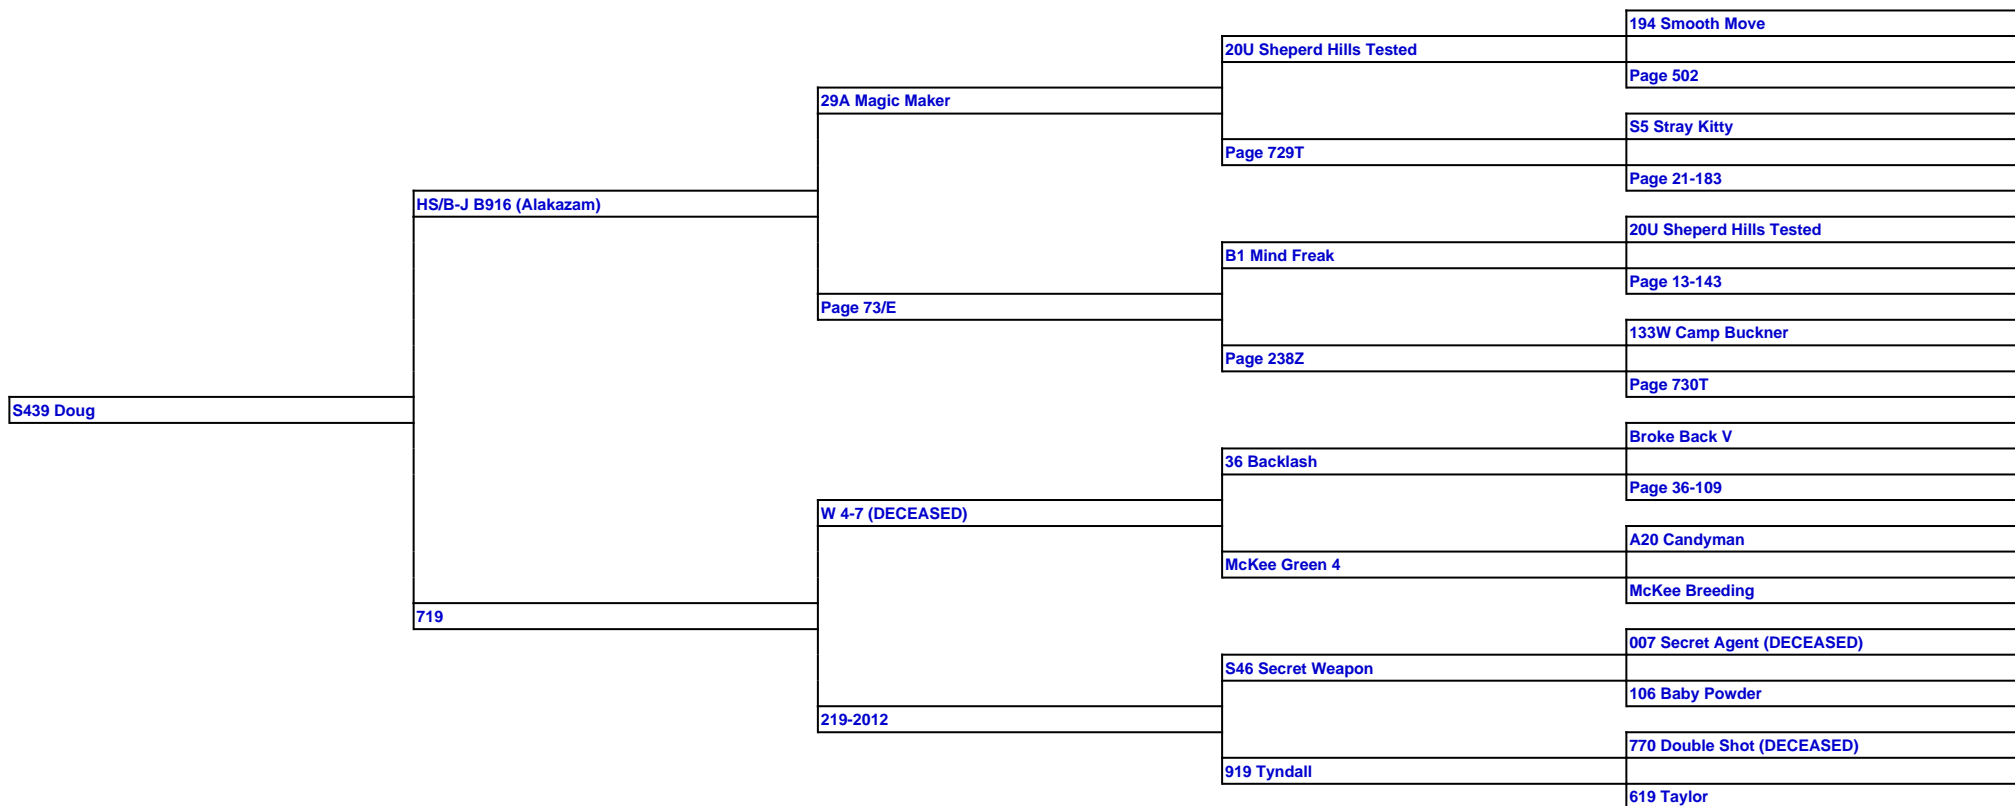 194 Smooth Move
20U Sheperd Hills Tested
Page 502
29A Magic Maker
S5 Stray Kitty
Page 729T
Page 21-183
HS/B-J B916 (Alakazam)
20U Sheperd Hills Tested
B1 Mind Freak
Page 13-143
Page 73/E
133W Camp Buckner
Page 238Z
Page 730T
S439 Doug
Broke Back V
36 Backlash
Page 36-109
W 4-7 (DECEASED)
A20 Candyman
McKee Green 4
McKee Breeding
719
007 Secret Agent (DECEASED)
S46 Secret Weapon
106 Baby Powder
219-2012
770 Double Shot (DECEASED)
919 Tyndall
619 Taylor